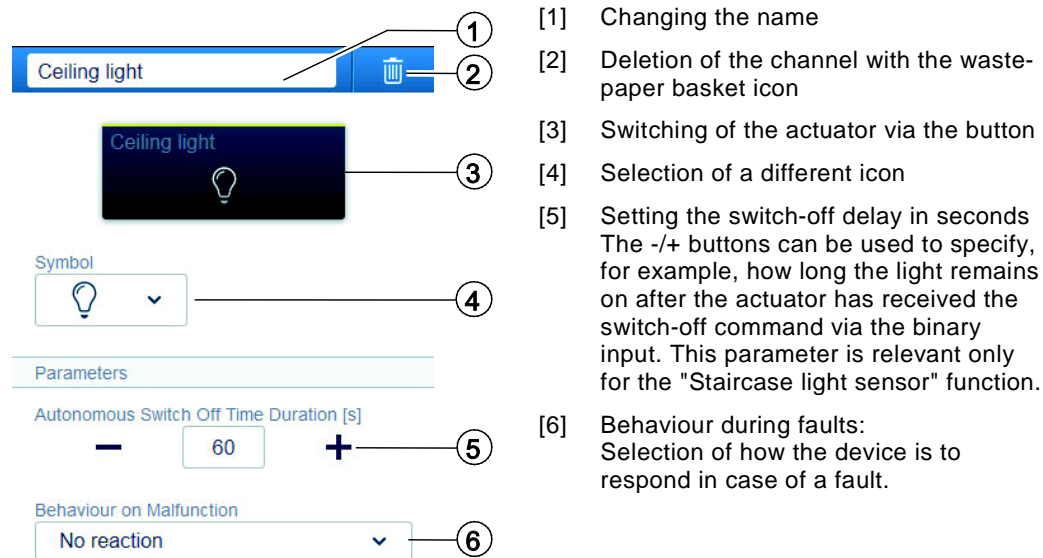 Ceiling light
1
2
Ceiling light
3
Symbol
4
Parameters
Autonomous Switch Off Time Duration [s]
− 60 +
5
Behaviour on Malfunction
No reaction
6
[1] Changing the name
[2] Deletion of the channel with the waste-
paper basket icon
[3] Switching of the actuator via the button
[4] Selection of a different icon
[5] Setting the switch-off delay in seconds
The -/+ buttons can be used to specify,
for example, how long the light remains
on after the actuator has received the
switch-off command via the binary
input. This parameter is relevant only
for the "Staircase light sensor" function.
[6] Behaviour during faults:
Selection of how the device is to
respond in case of a fault.